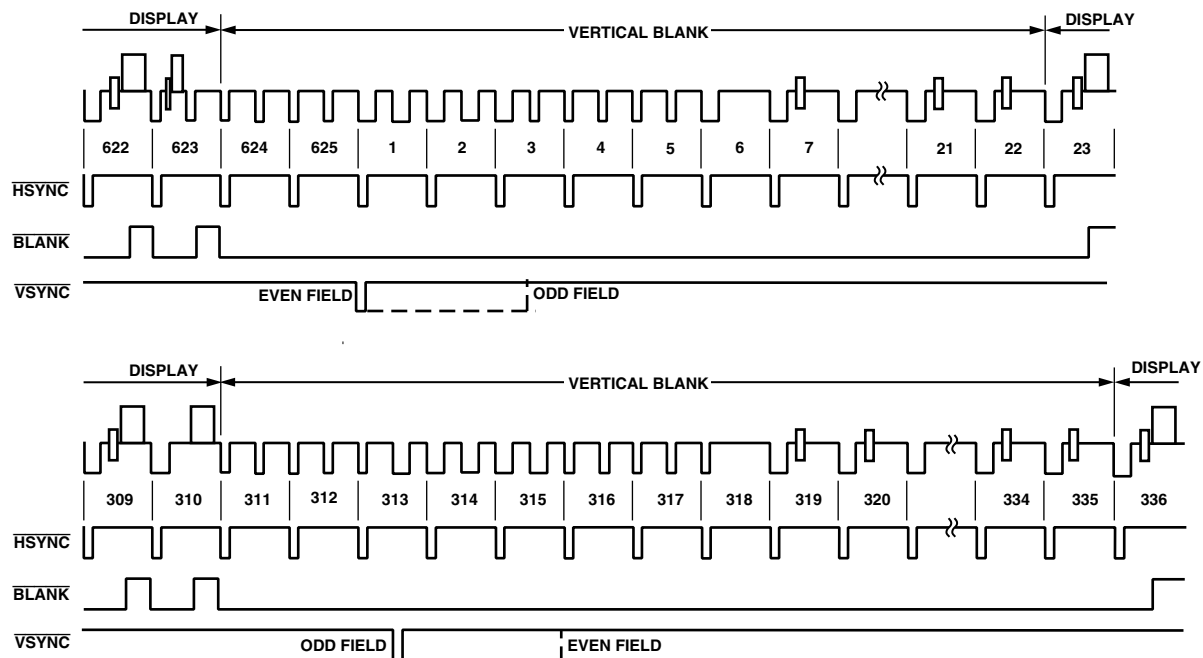 DISPLAY VERTICAL BLANK DISPLAY
622 623 624 625 1 2 3 4 5 6 7 21 22 23
HSYNC
BLANK
VSYNC
EVEN FIELD ODD FIELD
DISPLAY VERTICAL BLANK DISPLAY
309 310 311 312 313 314 315 316 317 318 319 320 334 335 336
HSYNC
BLANK
VSYNC
ODD FIELD EVEN FIELD